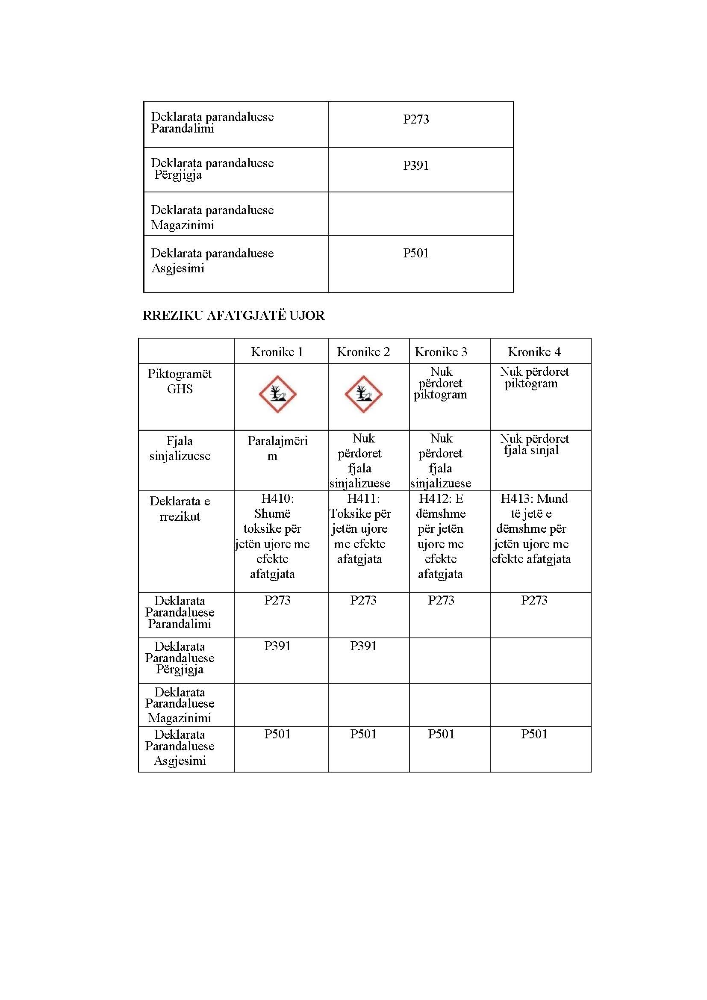 Deklarata parandaluese
Parandalimi
P273
Deklarata parandaluese
Përgjigja
P391
Deklarata parandaluese
Magazinimi
Deklarata parandaluese
Asgjesimi
P501
RREZIKU AFATGJATË UJOR
Kronike 1
Kronike 2
Kronike 3
Kronike 4
Piktogramët
GHS
Nuk
përdoret
piktogram
Nuk përdoret
piktogram
Fjala
sinjalizuese
Paralajmëri
m
Nuk
përdoret
fjala
sinjalizuese
Nuk
përdoret
fjala
sinjalizuese
Nuk përdoret
fjala sinjal
Deklarata e
rrezikut
H410:
Shumë
toksike për
jetën ujore me
efekte
afatgjata
H411:
Toksike për
jetën ujore
me efekte
afatgjata
H412: E
dëmshme
për jetën
ujore me
efekte
afatgjata
H413: Mund
të jetë e
dëmshme për
jetën ujore me
efekte afatgjata
Deklarata
Parandaluese
Parandalimi
P273
P273
P273
P273
Deklarata
Parandaluese
Përgjigja
P391
P391
Deklarata
Parandaluese
Magazinimi
Deklarata
Parandaluese
Asgjesimi
P501
P501
P501
P501